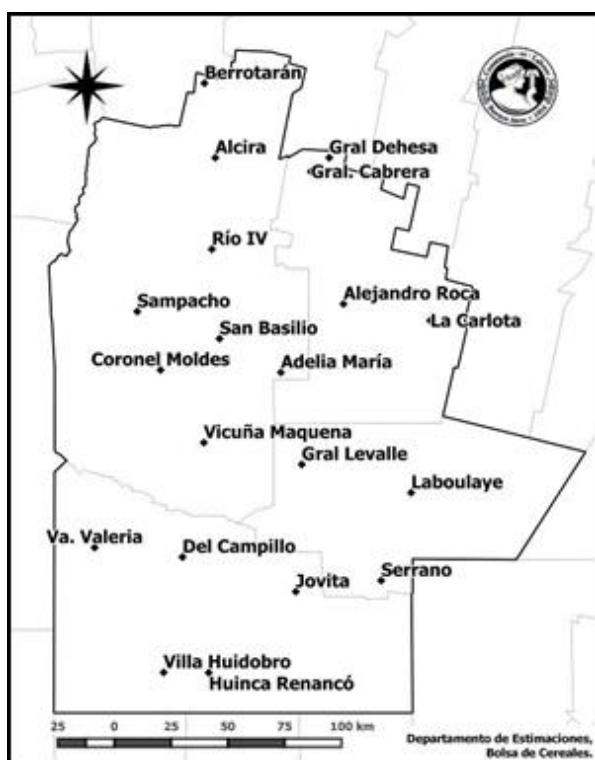 Berrotarán
Alcira
Gral Dehesa
Gral. Cabrera
Río IV
Alejandro Roca
Sampacho
La Carlota
San Basilio
Coronel Moldes
Adelia María
Vicuña Maquena
Gral Levalle
Laboulaye
Va. Valeria
Del Campillo
Serrano
Jovita
Villa Huidobro
Huinca Renancó
25 0 25 50 75 100 km
Departamento de Estimaciones,
Bolsa de Cereales.